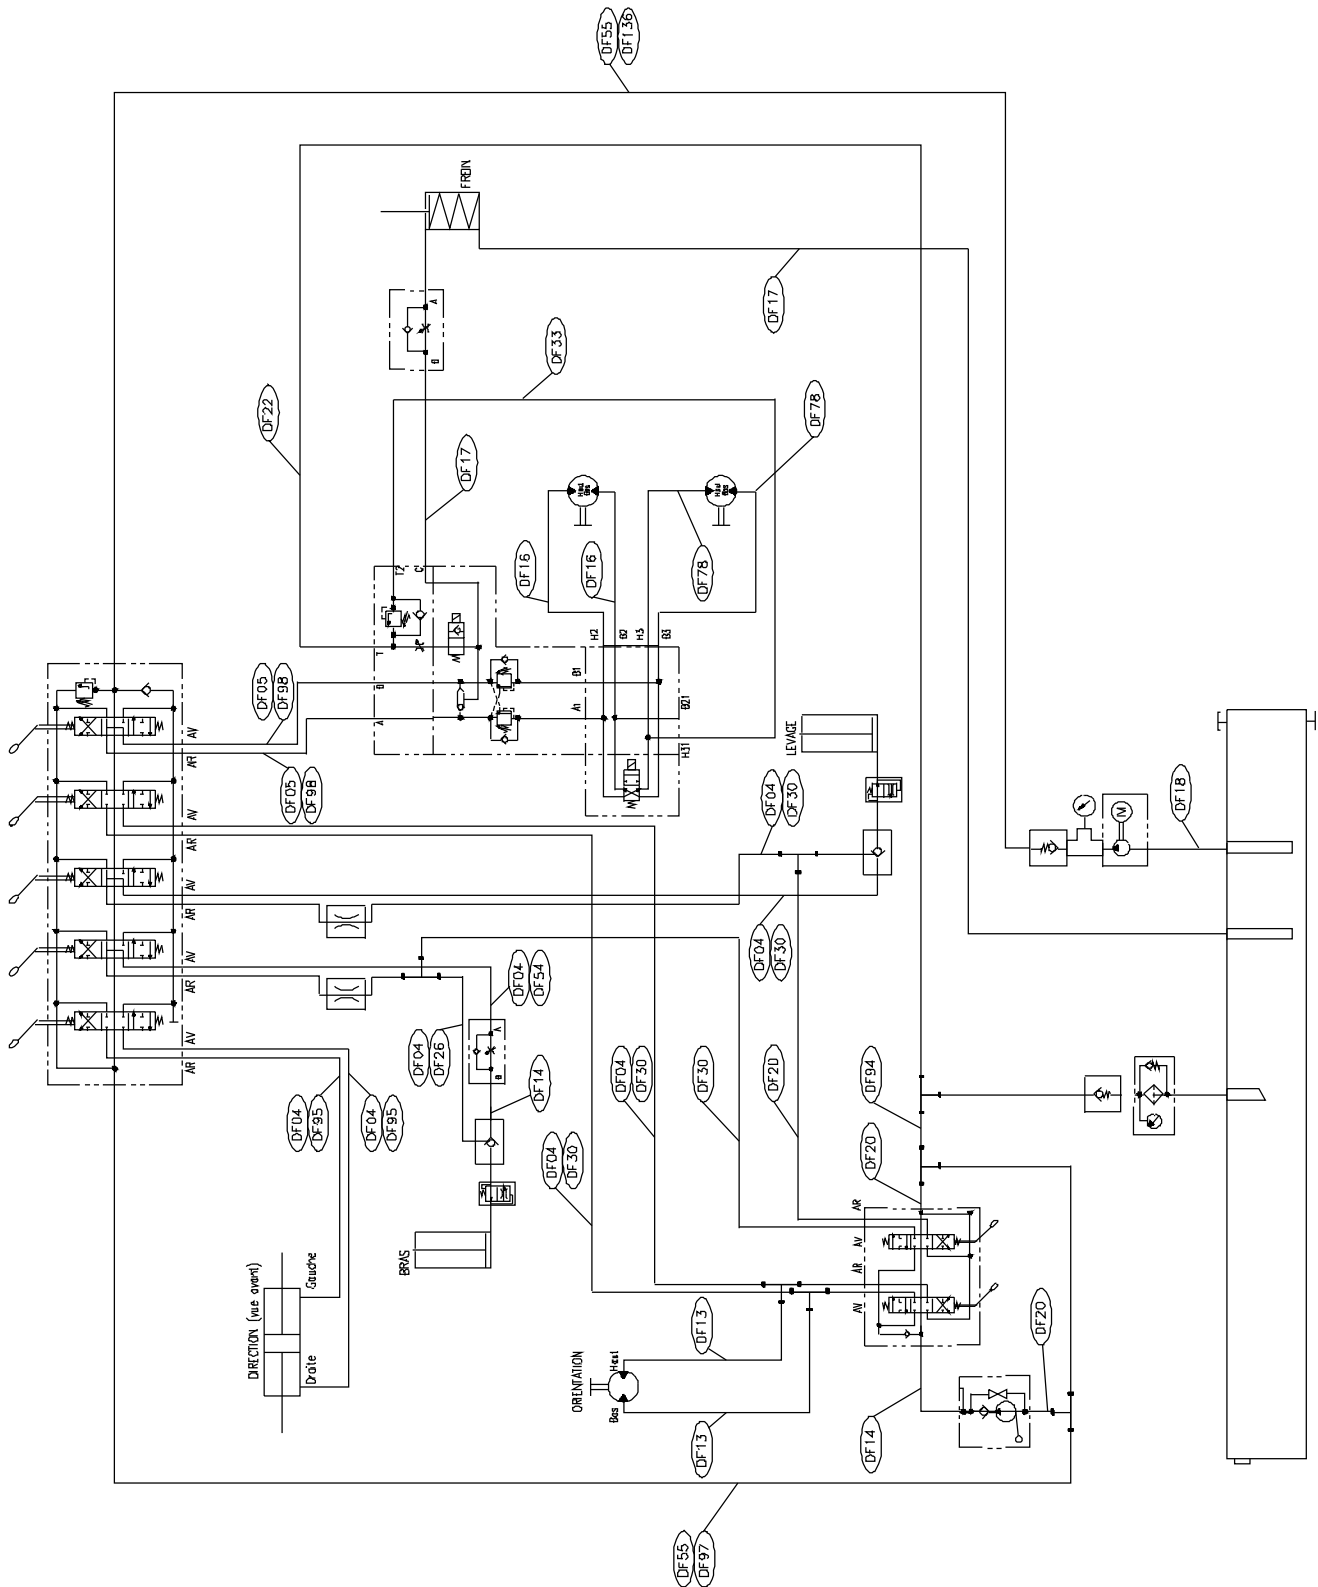 DF55
DF136
FREIN
DF17
A
B
DF33
DF22
DF17
DF78
Haut
Bas
Haut
Bas
DF16
DF16
DF78
T2
C
H2
B2
H3
B3
T
B
A
A1
B1
B21
H31
DF05
DF98
DF05
DF98
AV
AR
AV
AR
AV
AR
AV
AR
AV
AR
LEVAGE
DF04
DF30
DF18
M
DF04
DF30
DF04
DF54
DF04
DF26
A
B
DF14
DF04
DF95
DF04
DF95
DF04
DF30
DF04
DF30
DF30
DF20
DF94
DF20
BRAS
DIRECTION (vue avant)
Gauche
Droite
AR
AV
AR
AV
DF13
DF20
ORIENTATION
Haut
Bas
DF13
DF14
DF55
DF97